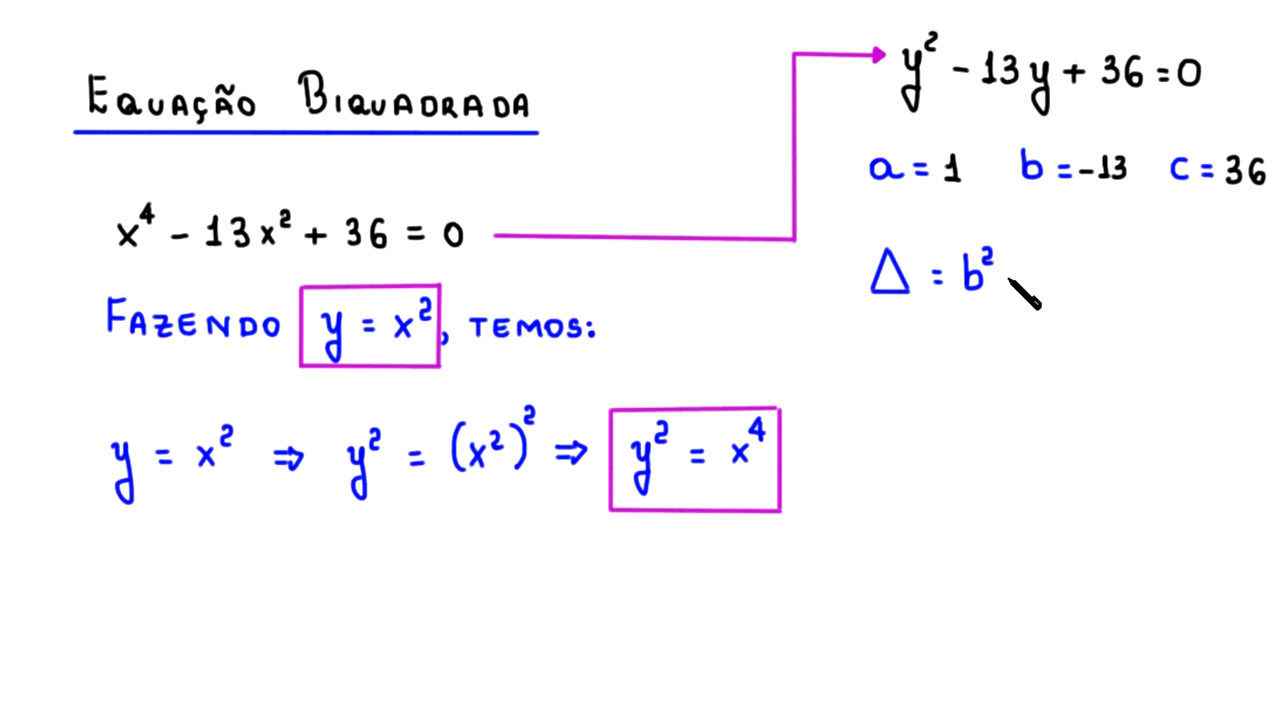 EQUAÇÃO BIQUADRADA
x⁴ - 13x² + 36 = 0
FAZENDO y = x², TEMOS:
y = x² ⇒ y² = (x²)² ⇒ y² = x⁴
y² - 13y + 36 = 0
a = 1 b = -13 c = 36
Δ = b²